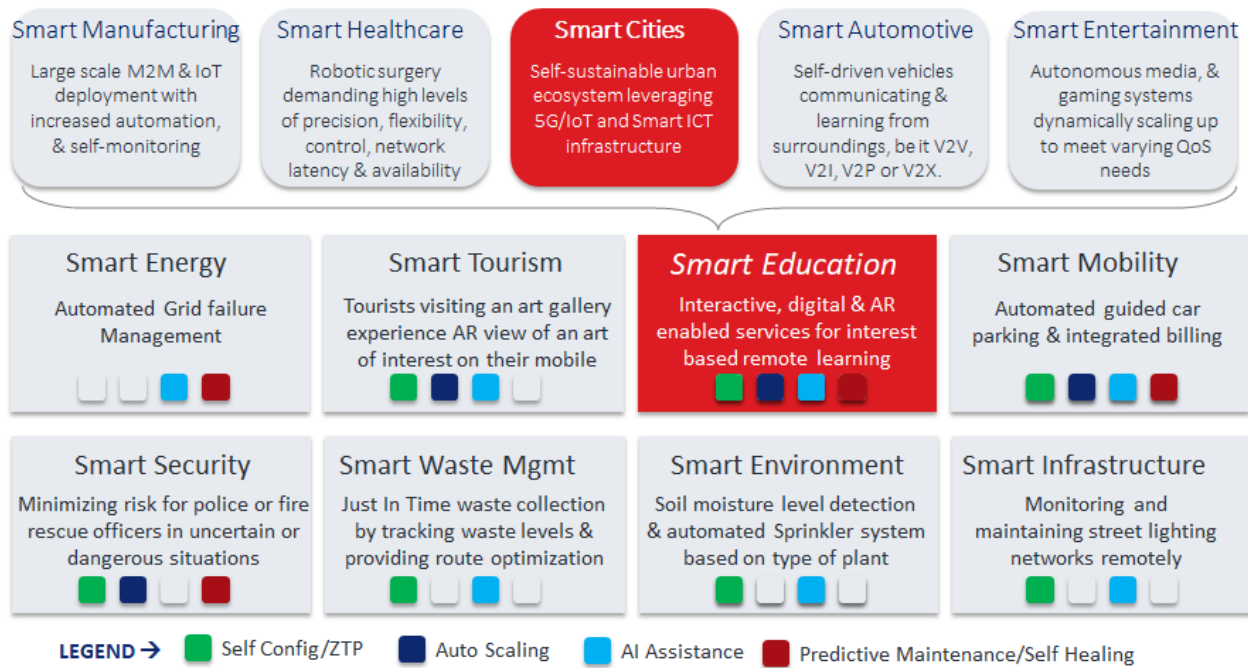 Smart Manufacturing
Large scale M2M & IoT
deployment with
increased automation,
& self-monitoring
Smart Healthcare
Robotic surgery
demanding high levels
of precision, flexibility,
control, network
latency & availability
Smart Cities
Self-sustainable urban
ecosystem leveraging
5G/IoT and Smart ICT
infrastructure
Smart Automotive
Self-driven vehicles
communicating &
learning from
surroundings, be it V2V,
V2I, V2P or V2X.
Smart Entertainment
Autonomous media, &
gaming systems
dynamically scaling up
to meet varying QoS
needs
Smart Energy
Automated Grid failure
Management
Smart Tourism
Tourists visiting an art gallery
experience AR view of an art
of interest on their mobile
Smart Education
Interactive, digital & AR
enabled services for interest
based remote learning
Smart Mobility
Automated guided car
parking & integrated billing
Smart Security
Minimizing risk for police or fire
rescue officers in uncertain or
dangerous situations
Smart Waste Mgmt
Just In Time waste collection
by tracking waste levels &
providing route optimization
Smart Environment
Soil moisture level detection
& automated Sprinkler system
based on type of plant
Smart Infrastructure
Monitoring and
maintaining street lighting
networks remotely
LEGEND → Self Config/ZTP Auto Scaling AI Assistance Predictive Maintenance/Self Healing